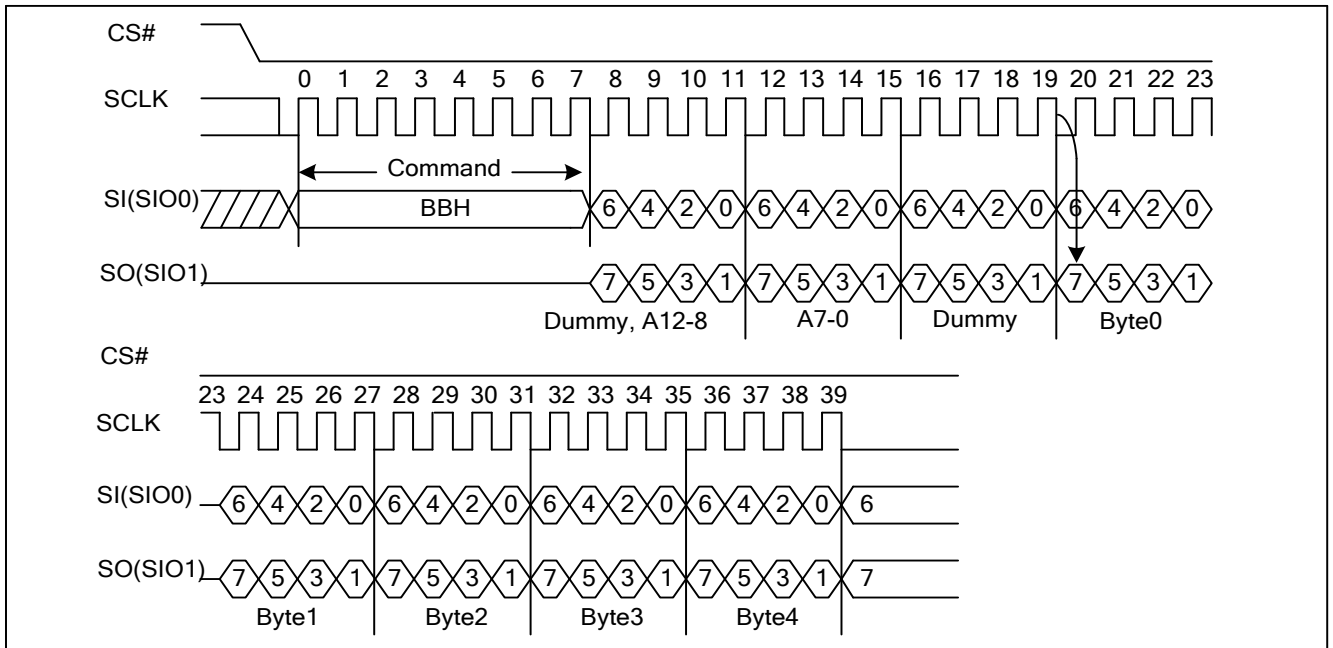 CS#
0 1 2 3 4 5 6 7 8 9 10 11 12 13 14 15 16 17 18 19 20 21 22 23
SCLK
Command
SI(SIO0) BBH 6 4 2 0 6 4 2 0 6 4 2 0 6 4 2 0
SO(SIO1) 7 5 3 1 7 5 3 1 7 5 3 1 7 5 3 1
Dummy, A12-8 A7-0 Dummy Byte0
CS#
23 24 25 26 27 28 29 30 31 32 33 34 35 36 37 38 39
SCLK
SI(SIO0) 6 4 2 0 6 4 2 0 6 4 2 0 6 4 2 0 6
SO(SIO1) 7 5 3 1 7 5 3 1 7 5 3 1 7 5 3 1 7
Byte1 Byte2 Byte3 Byte4